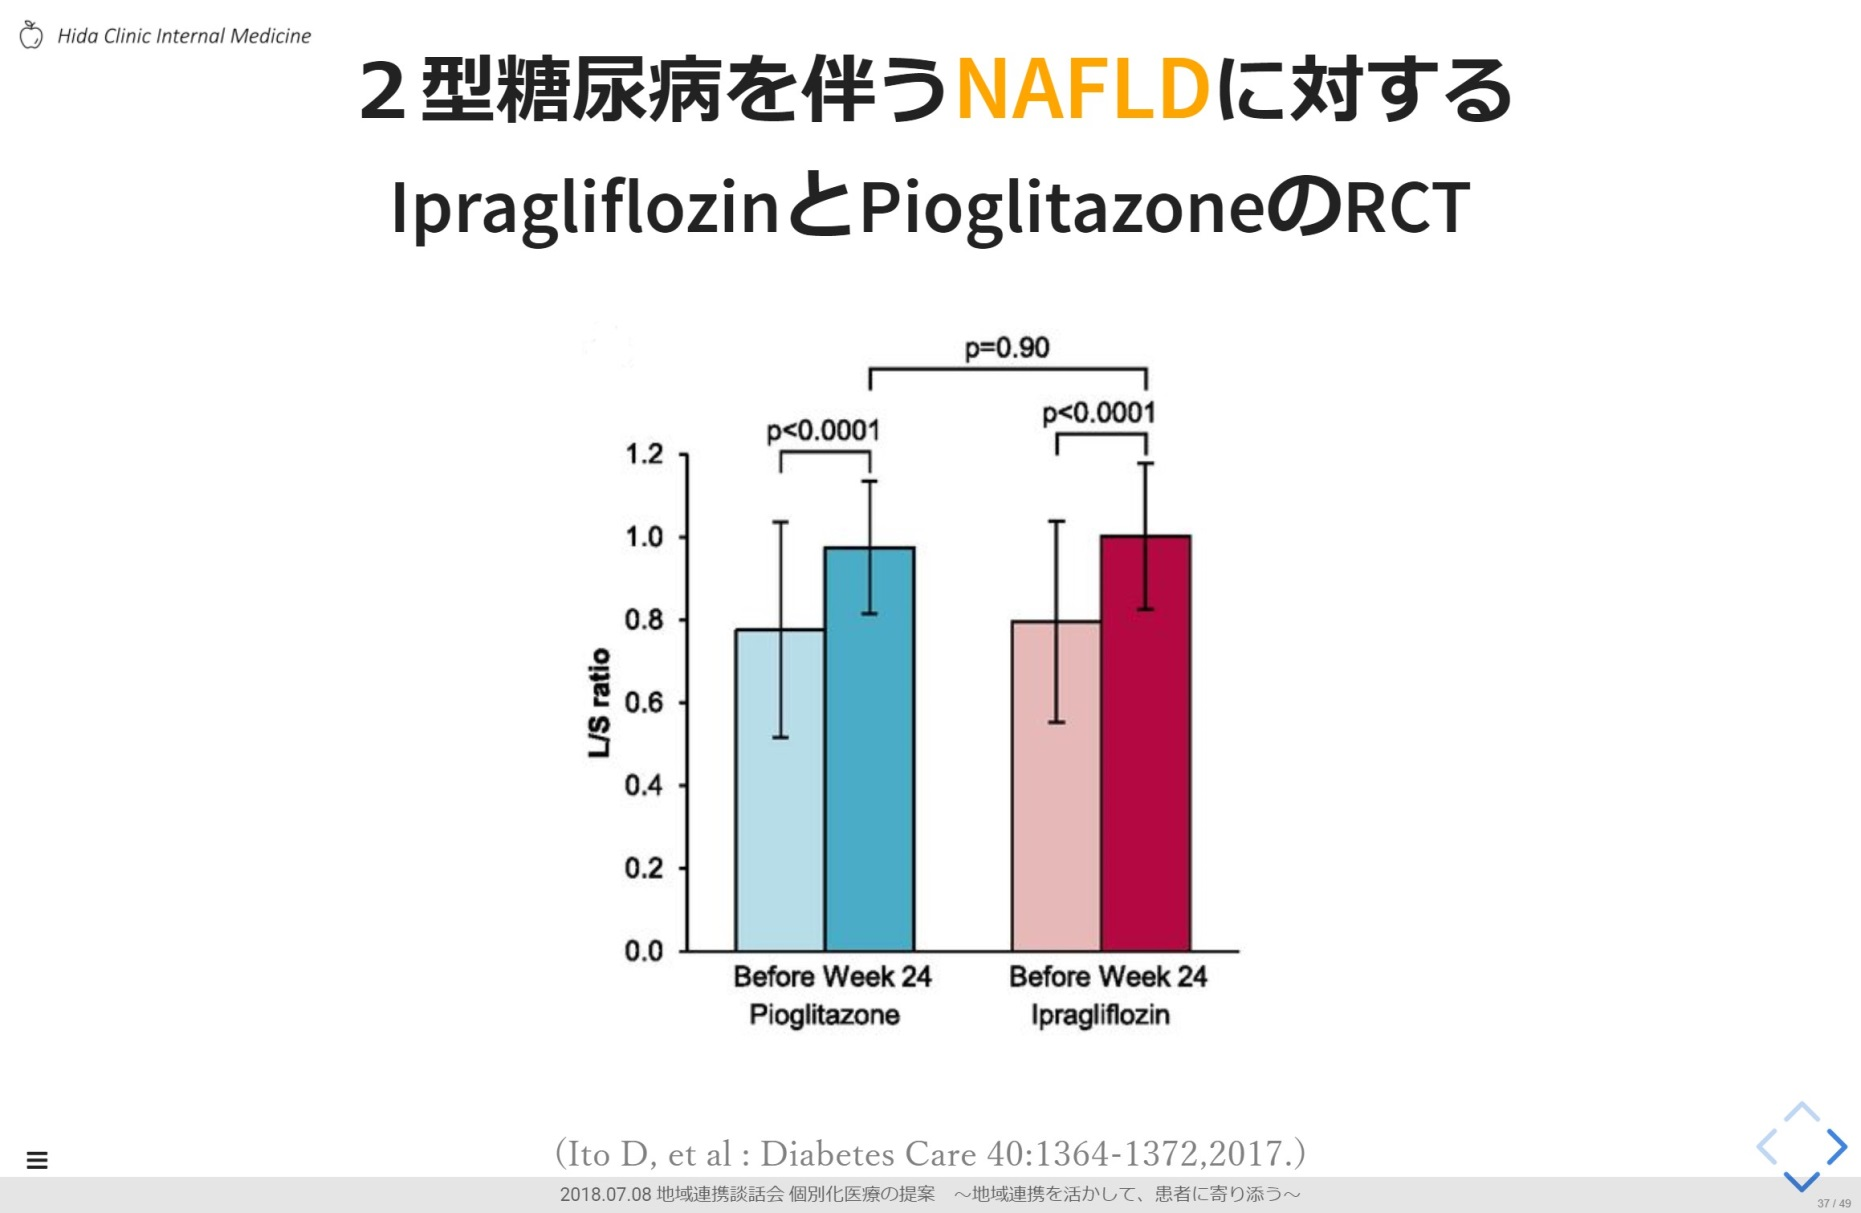 Hida Clinic Internal Medicine
２型糖尿病を伴うNAFLDに対する
IpragliflozinとPioglitazoneのRCT
p=0.90
p<0.0001
p<0.0001
1.2
1.0
0.8
0.6
0.4
0.2
0.0
L/S ratio
Before Week 24
Pioglitazone
Before Week 24
Ipragliflozin
(Ito D, et al : Diabetes Care 40:1364-1372,2017.)
2018.07.08 地域連携談話会 個別化医療の提案　〜地域連携を活かして、患者に寄り添う〜
37 / 49